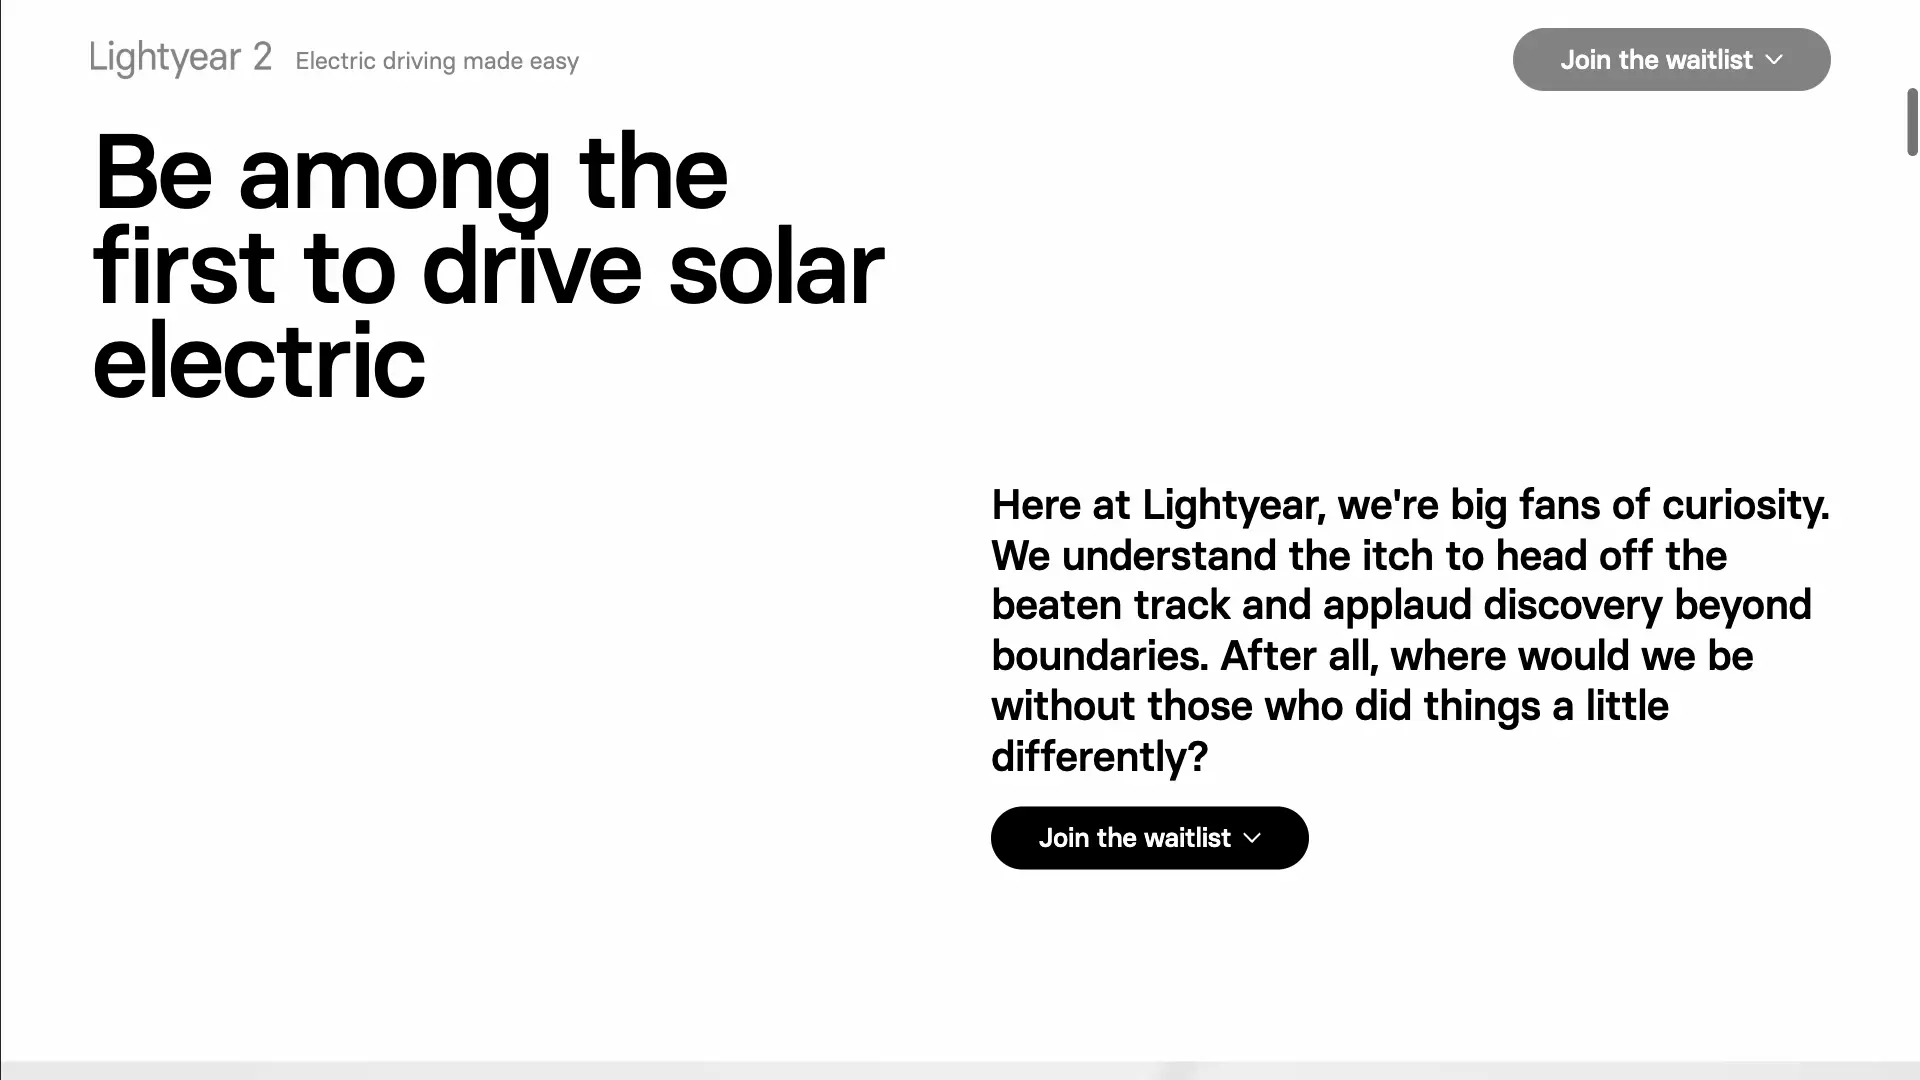 Lightyear 2 Electric driving made easy
Join the waitlist
Be among the
first to drive solar
electric
Here at Lightyear, we're big fans of curiosity.
We understand the itch to head off the
beaten track and applaud discovery beyond
boundaries. After all, where would we be
without those who did things a little
differently?
Join the waitlist